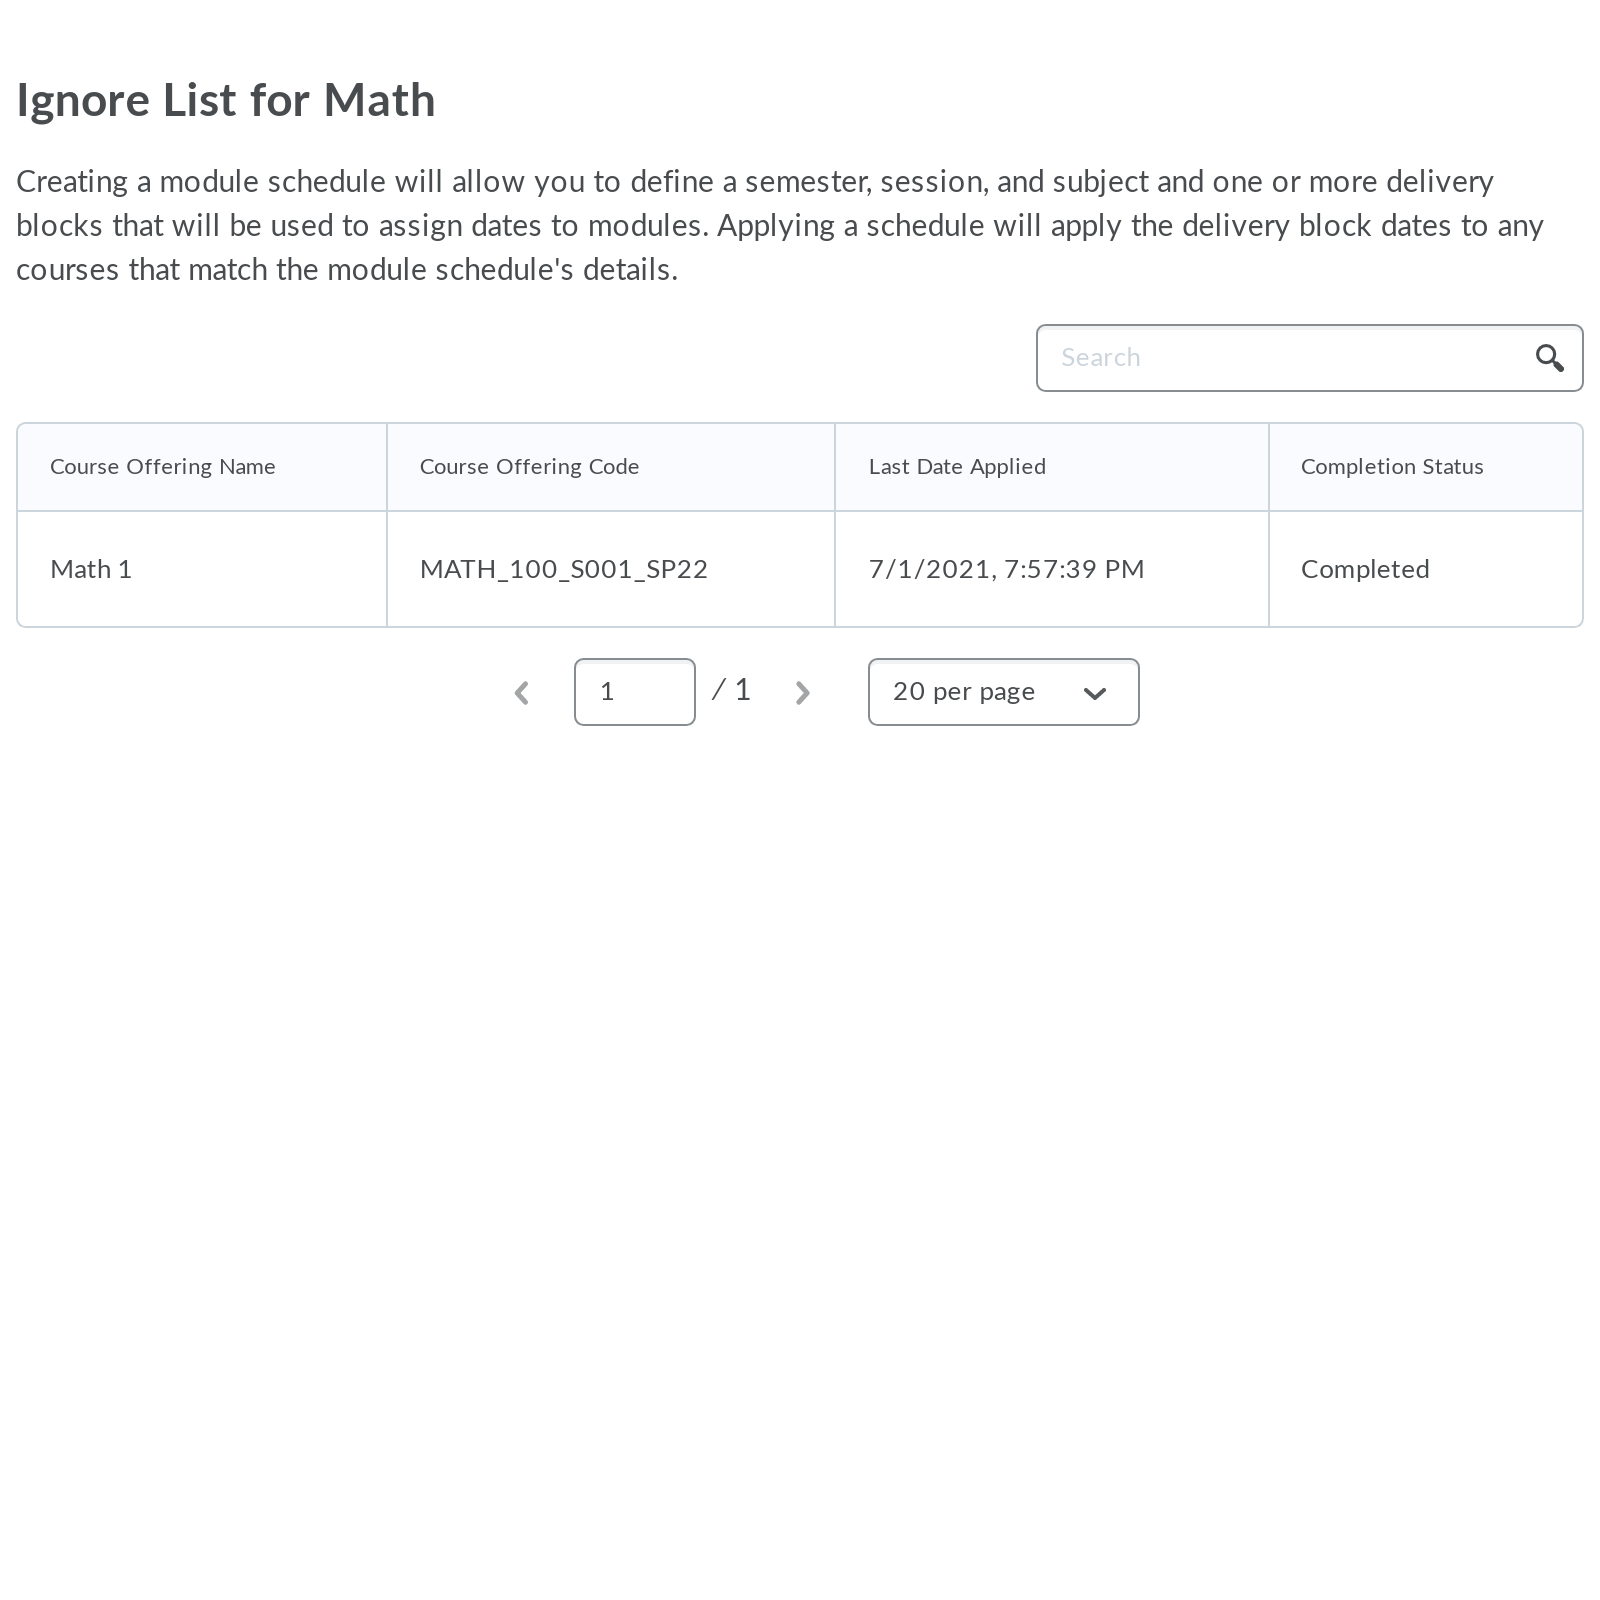 Ignore List for Math
Creating a module schedule will allow you to define a semester, session, and subject and one or more delivery
blocks that will be used to assign dates to modules. Applying a schedule will apply the delivery block dates to any
courses that match the module schedule's details.
Search
Course Offering Name Course Offering Code Last Date Applied Completion Status
Math 1 MATH_100_S001_SP22 7/1/2021, 7:57:39 PM Completed
1 / 1 20 per page